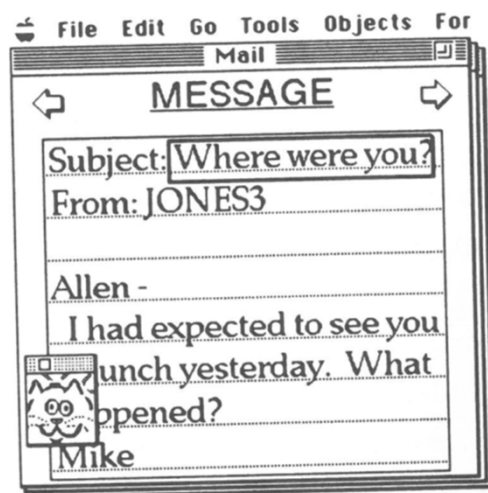 File Edit Go Tools Objects For
Mail
MESSAGE
Subject: Where were you?
From: JONES3
Allen -
I had expected to see you
unch yesterday. What
ppened?
Mike